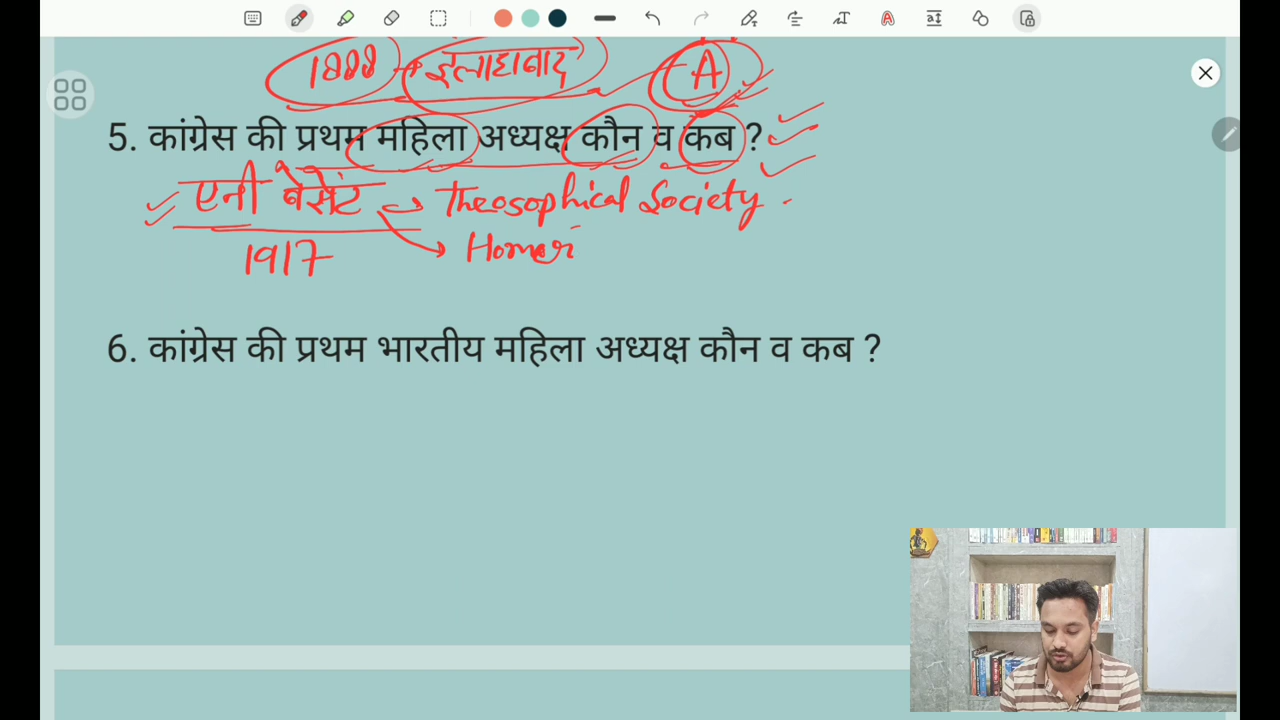 1888 → इलाहाबाद A
5. कांग्रेस की प्रथम महिला अध्यक्ष कौन व कब ?
एनी बेसेंट → Theosophical Society
1917 → Homeri
6. कांग्रेस की प्रथम भारतीय महिला अध्यक्ष कौन व कब ?